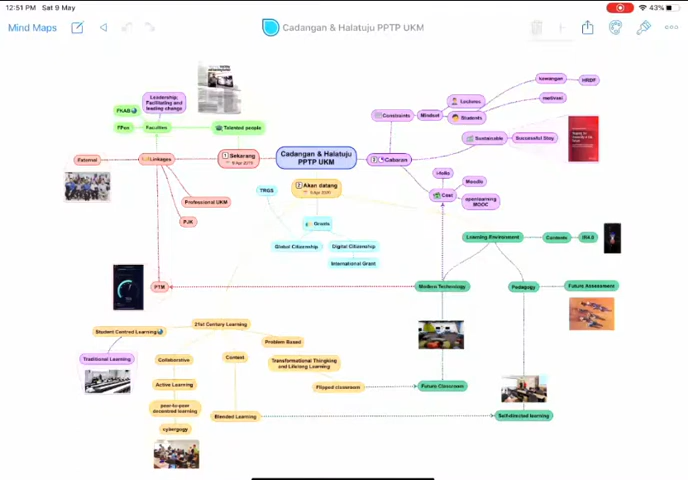 12:51 PM Sat 9 May
43%
Mind Maps
Cadangan & Halatuju PPTP UKM
Leadership,
Facilitating and
leading change
FKAB
FPen
Faculties
Talented people
External
Linkages
Sekarang
Cadangan & Halatuju
PPTP UKM
Cabaran
Constraints
Mindset
Lectures
Students
kewangan
HRDF
motivasi
Sustainable
Successful Stoy
Cost
Moodle
openlearning
MOOC
Professional UKM
PJK
Akan datang
TRGS
Grants
Global Citizenship
Digital Citizenship
International Grant
Learning Environment
Contents
PTM
Modern Technology
Pedagogy
Future Assessment
21st Century Learning
Student Centred Learning
Problem Based
Traditional Learning
Collaborative
Context
Transformational Thingking
and Lifelong Learning
Active Learning
Flipped classroom
Future Classroom
peer-to-peer
decentred learning
Blended Learning
Self-directed learning
cybergogy